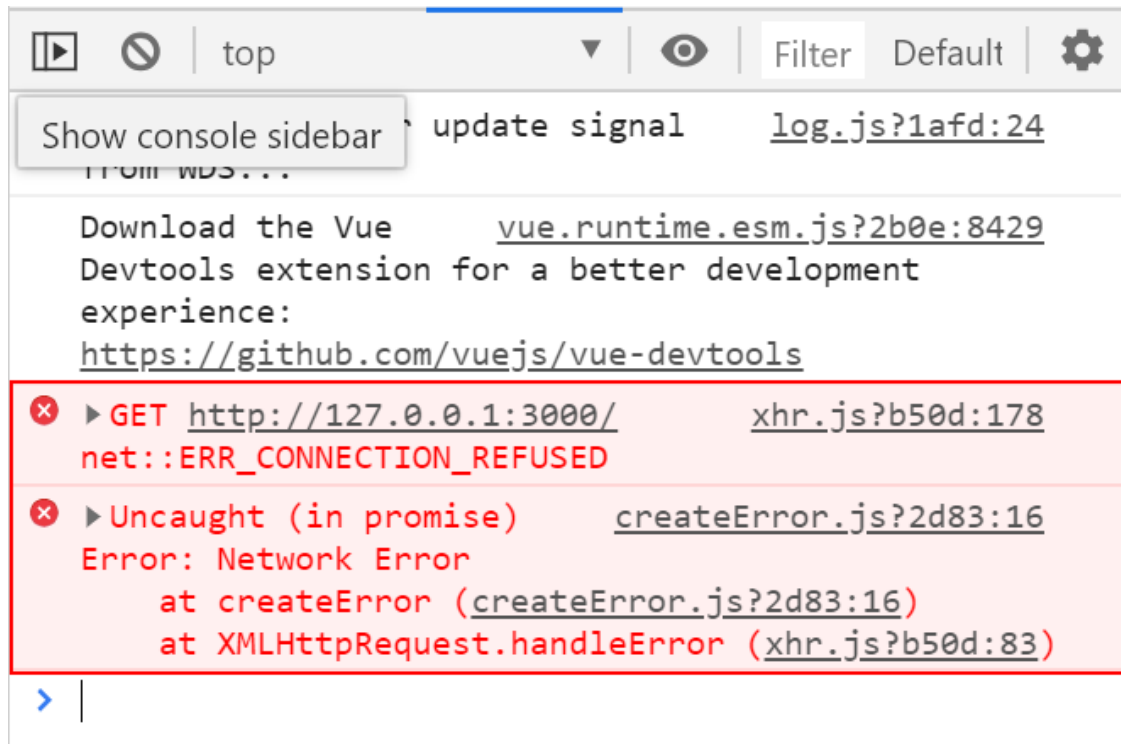 top ▼ Filter Default
Show console sidebar update signal log.js?1afd:24
from WDS...
Download the Vue vue.runtime.esm.js?2b0e:8429
Devtools extension for a better development
experience:
https://github.com/vuejs/vue-devtools
GET http://127.0.0.1:3000/ xhr.js?b50d:178
net::ERR_CONNECTION_REFUSED
Uncaught (in promise) createError.js?2d83:16
Error: Network Error
at createError (createError.js?2d83:16)
at XMLHttpRequest.handleError (xhr.js?b50d:83)